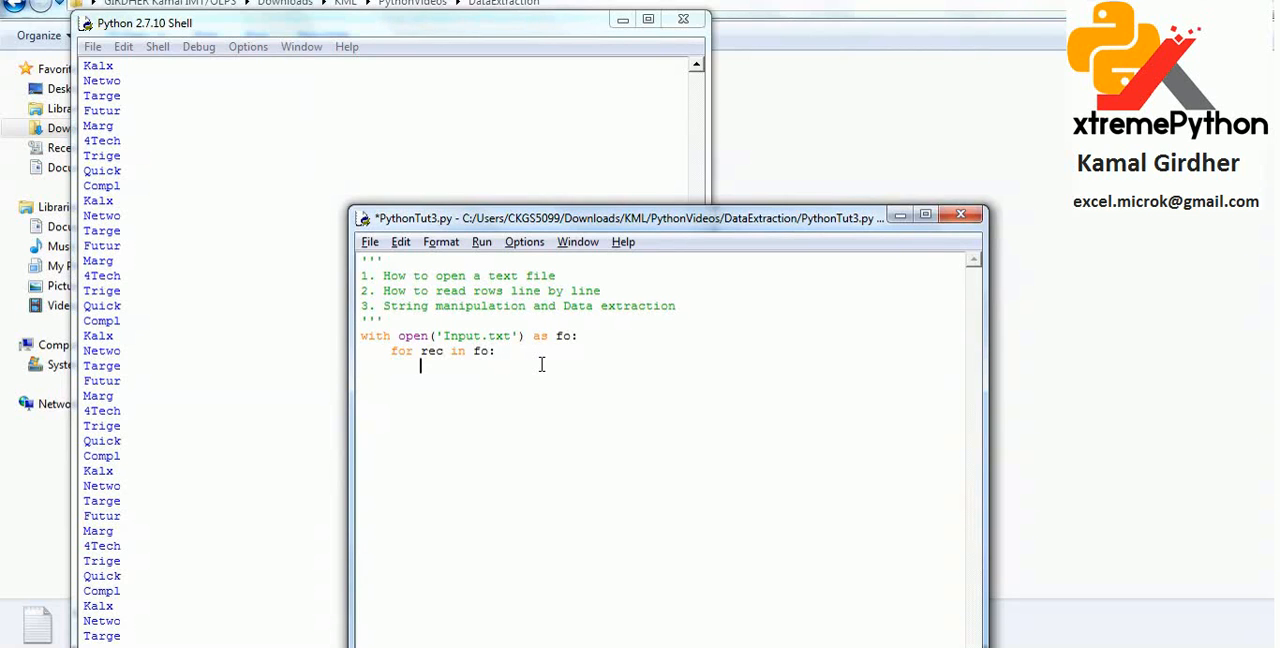 GIRDHER Kamal IMT/OLPS Downloads KML PythonVideos DataExtraction
Python 2.7.10 Shell
Organize
File Edit Shell Debug Options Window Help
Favorit
Desk
Libra
Dow
Rece
Docu
Librari
Docu
Mus
My P
Pictu
Vide
Comp
Syste
Netwo
Kalx
Netwo
Targe
Futur
Marg
4Tech
Trige
Quick
Compl
Kalx
Netwo
Targe
Futur
Marg
4Tech
Trige
Quick
Compl
Kalx
Netwo
Targe
Futur
Marg
4Tech
Trige
Quick
Compl
Kalx
Netwo
Targe
Futur
Marg
4Tech
Trige
Quick
Compl
Kalx
Netwo
Targe
*PythonTut3.py - C:/Users/CKGS5099/Downloads/KML/PythonVideos/DataExtraction/PythonTut3.py ...
File Edit Format Run Options Window Help
'''
1. How to open a text file
2. How to read rows line by line
3. String manipulation and Data extraction
'''
with open('Input.txt') as fo:
for rec in fo:
xtremePython
Kamal Girdher
excel.microk@gmail.com